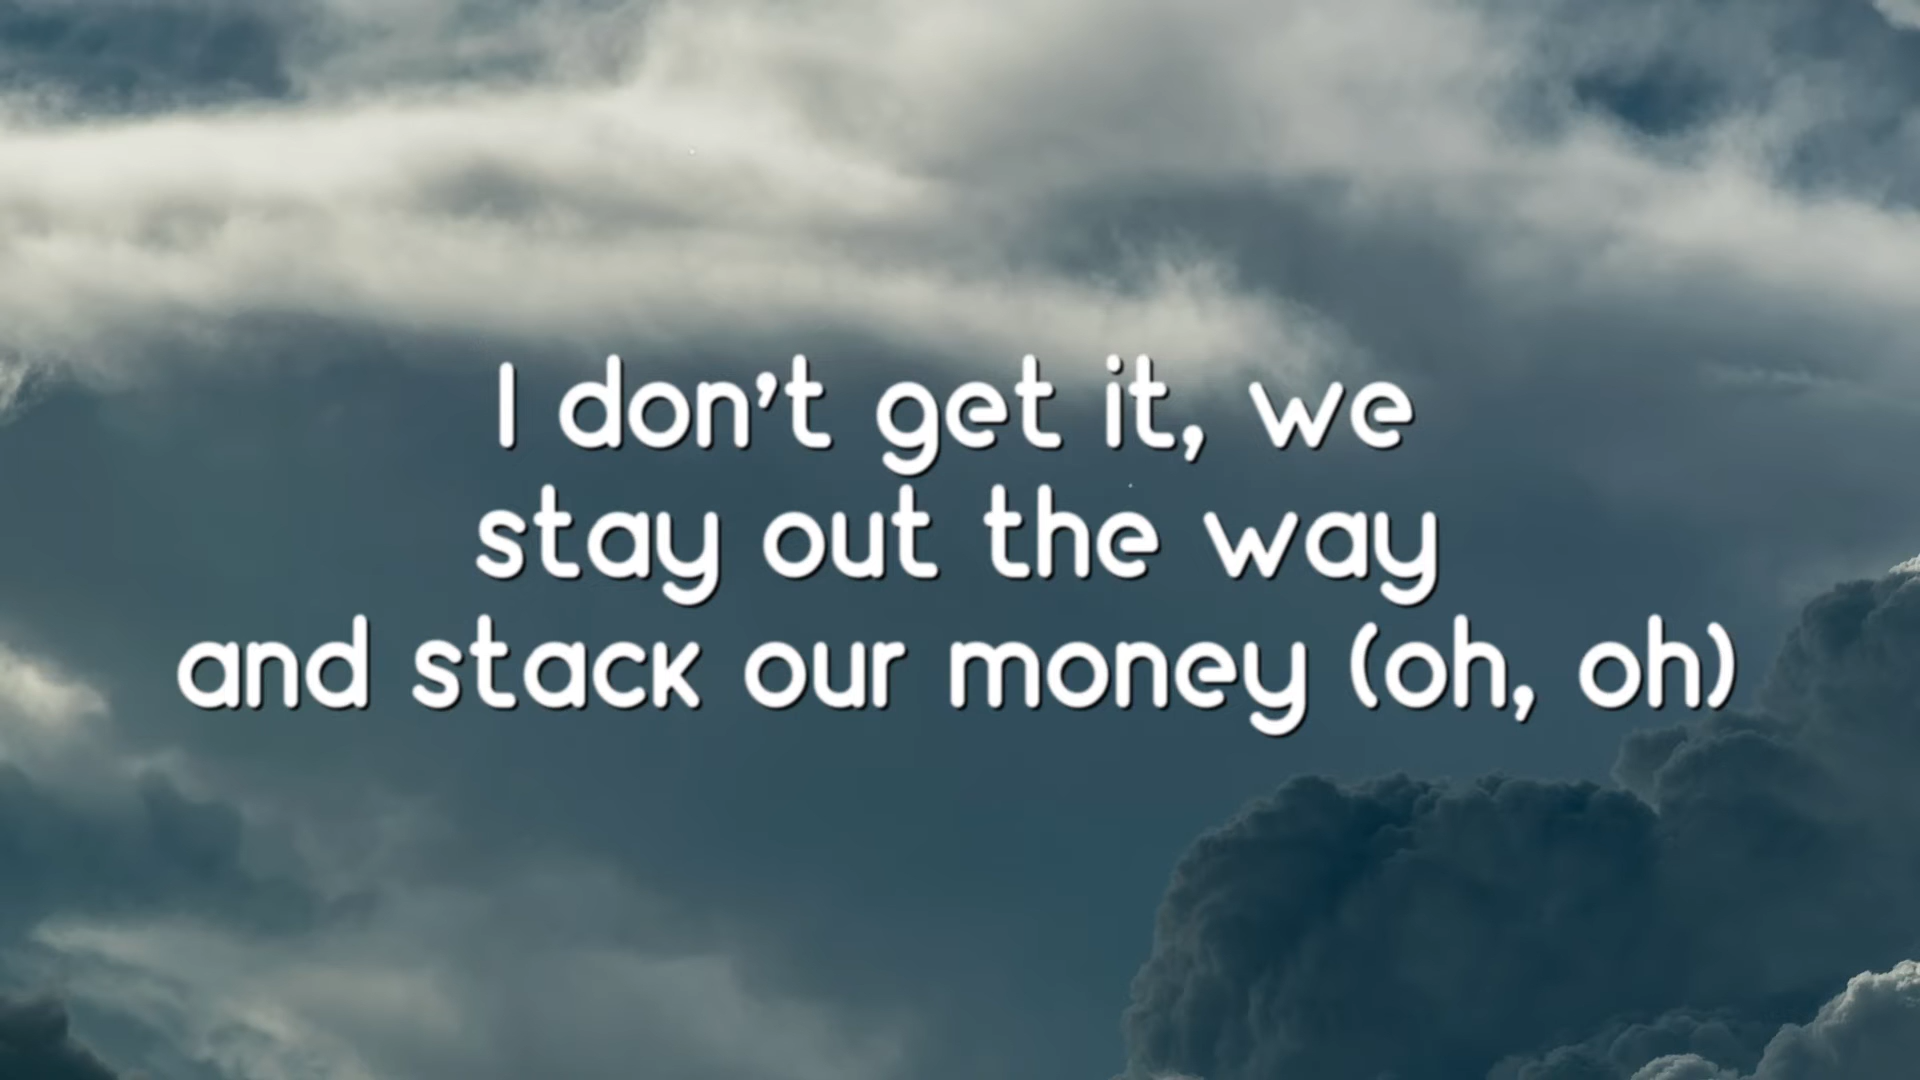 I don't get it, we
stay out the way
and stack our money (oh, oh)